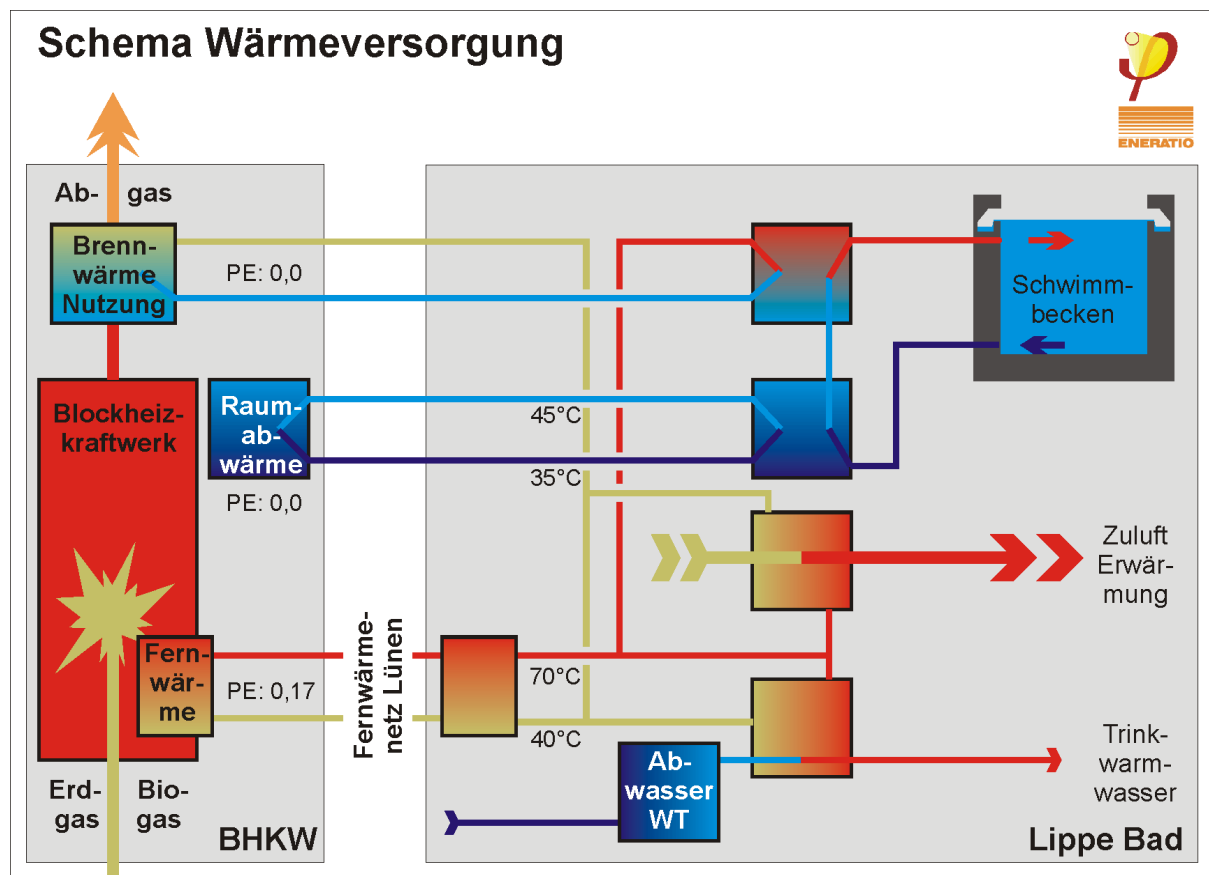 Schema Wärmeversorgung
ENERATIO
Ab- gas
Brenn-
wärme
Nutzung
PE: 0,0
Schwimm-
becken
Blockheiz-
kraftwerk
Raum-
ab-
wärme
PE: 0,0
45°C
35°C
Zuluft
Erwär-
mung
Fern-
wär-
me
PE: 0,17
Fernwärme-
netz Lünen
70°C
40°C
Ab-
wasser
WT
Trink-
warm-
wasser
Erd-
gas
Bio-
gas
BHKW
Lippe Bad